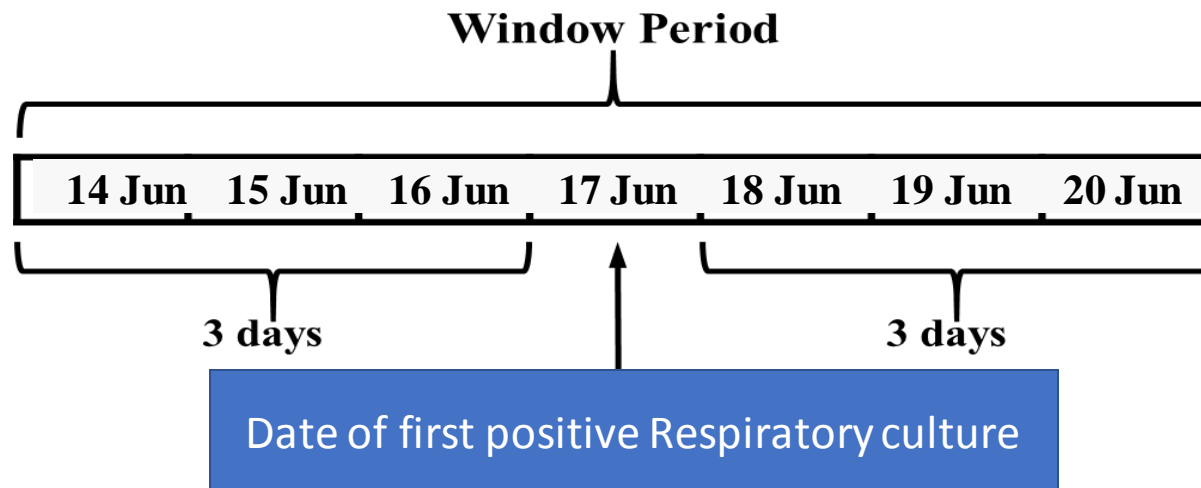 Window Period
14 Jun 15 Jun 16 Jun 17 Jun 18 Jun 19 Jun 20 Jun
3 days 3 days
Date of first positive Respiratory culture